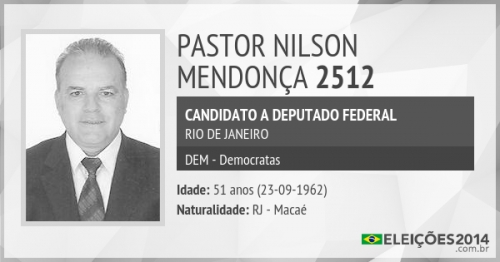 PASTOR NILSON
MENDONÇA 2512
CANDIDATO A DEPUTADO FEDERAL
RIO DE JANEIRO
DEM - Democratas
Idade: 51 anos (23-09-1962)
Naturalidade: RJ - Macaé
ELEIÇÕES2014
.com.br